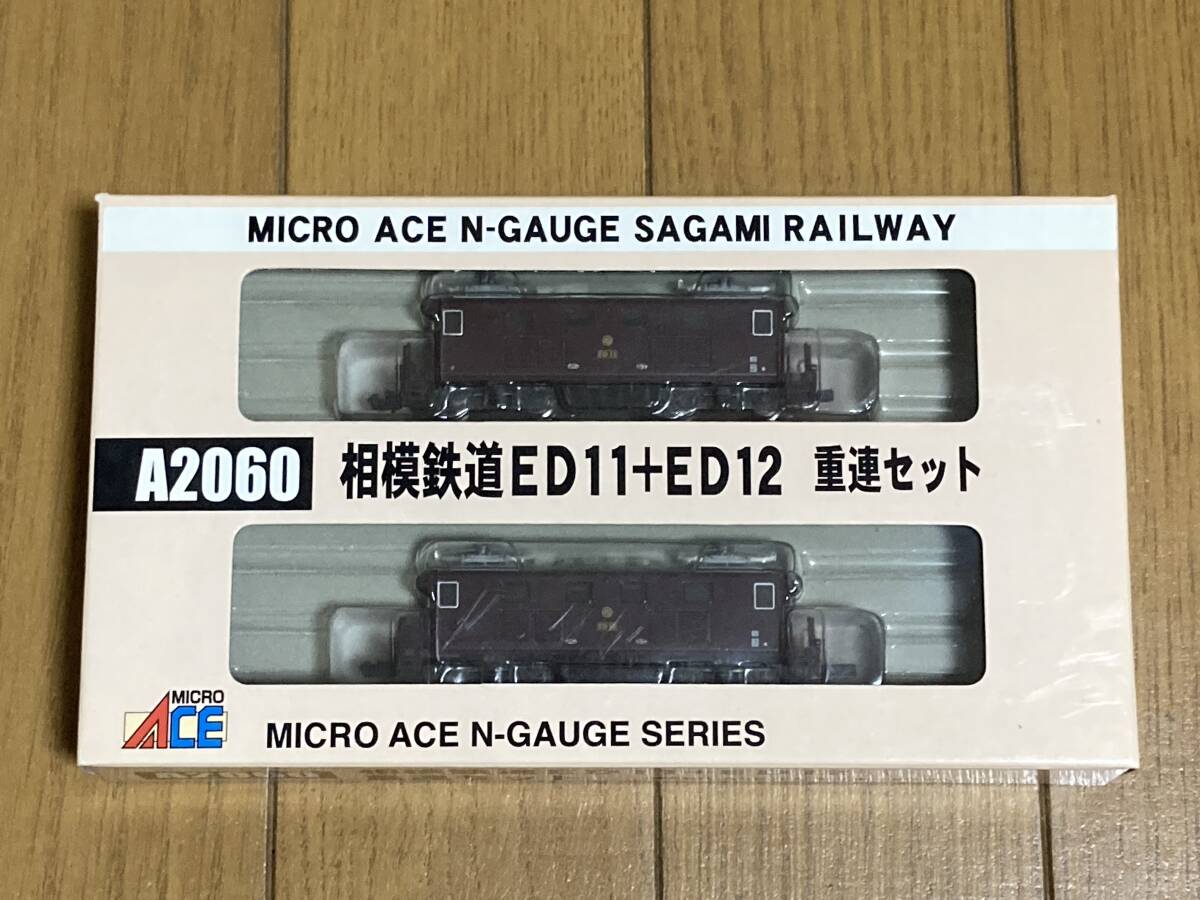 MICRO ACE N-GAUGE SAGAMI RAILWAY
A2060 相模鉄道ED11+ED12 重連セット
MICRO ACE
MICRO ACE N-GAUGE SERIES